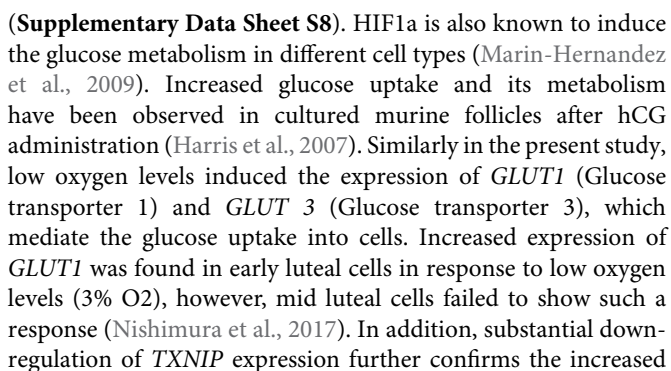 (Supplementary Data Sheet S8). HIF1a is also known to induce
the glucose metabolism in different cell types (Marin-Hernandez
et al., 2009). Increased glucose uptake and its metabolism
have been observed in cultured murine follicles after hCG
administration (Harris et al., 2007). Similarly in the present study,
low oxygen levels induced the expression of GLUT1 (Glucose
transporter 1) and GLUT 3 (Glucose transporter 3), which
mediate the glucose uptake into cells. Increased expression of
GLUT1 was found in early luteal cells in response to low oxygen
levels (3% O2), however, mid luteal cells failed to show such a
response (Nishimura et al., 2017). In addition, substantial down-
regulation of TXNIP expression further confirms the increased